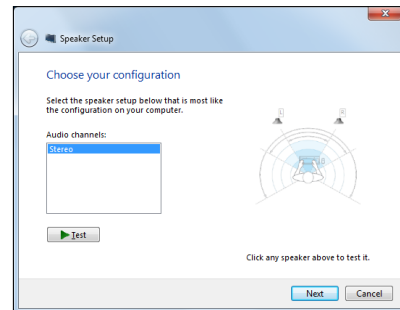 Speaker Setup
Choose your configuration
Select the speaker setup below that is most like
the configuration on your computer.
Audio channels:
Stereo
L
R
Test
Click any speaker above to test it.
Next
Cancel